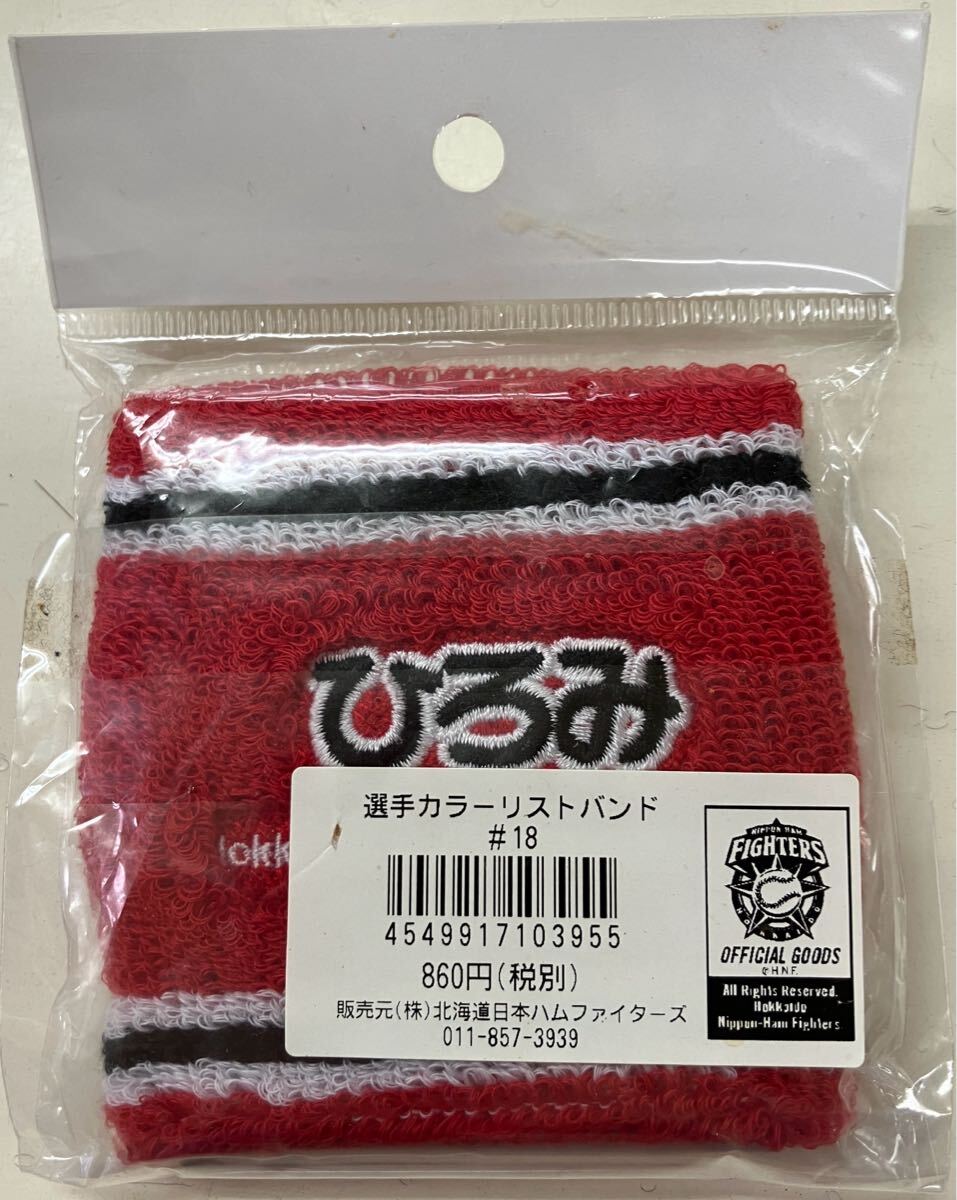 ひろみ
選手カラーリストバンド
#18
4549917103955
860円(税別)
販売元(株)北海道日本ハムファイターズ
011-857-3939
NIPPON HAM
FIGHTERS
HOKKAIDO
OFFICIAL GOODS
©H.N.F.
All Rights Reserved.
Hokkaido
Nippon-Ham Fighters